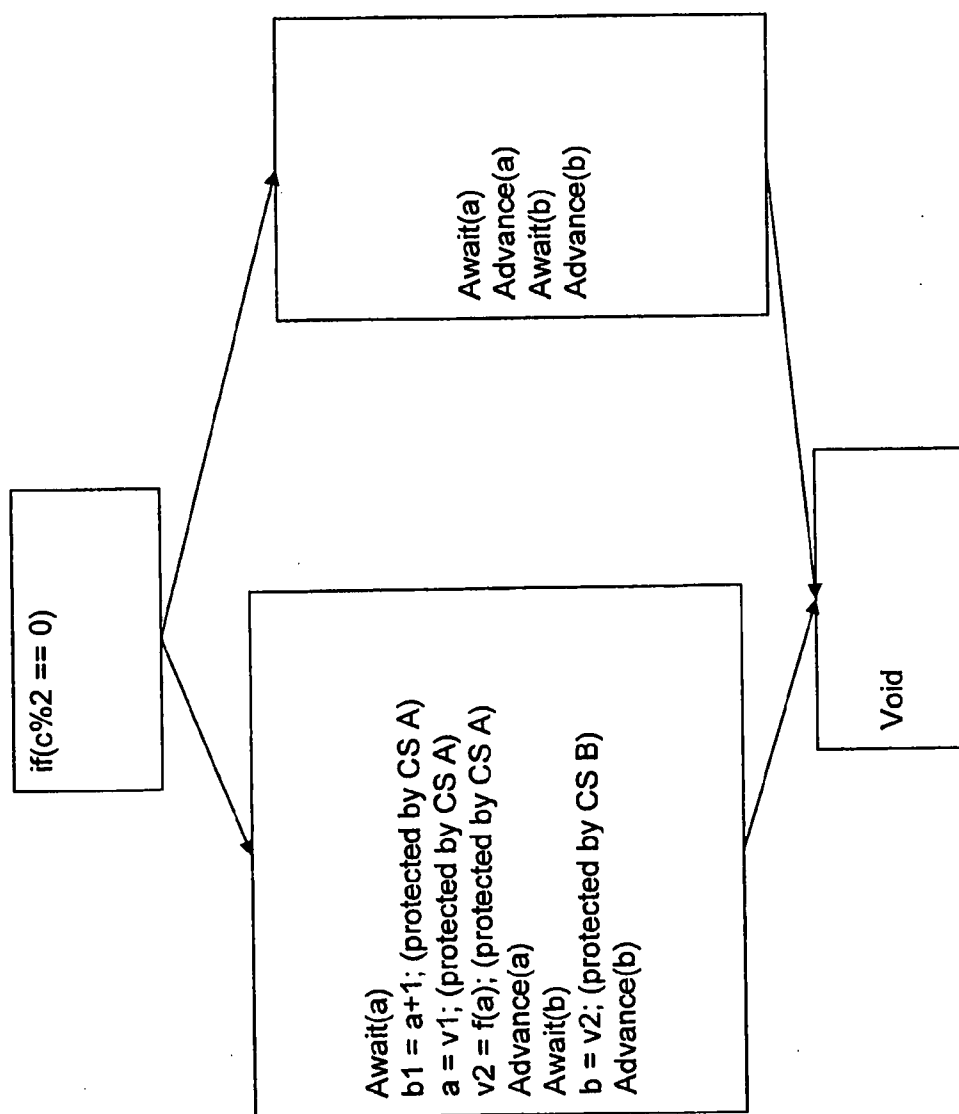 if(c%2 == 0)
Await(a)
b1 = a+1; (protected by CS A)
a = v1; (protected by CS A)
v2 = f(a); (protected by CS A)
Advance(a)
Await(b)
b = v2; (protected by CS B)
Advance(b)
Await(a)
Advance(a)
Await(b)
Advance(b)
Void